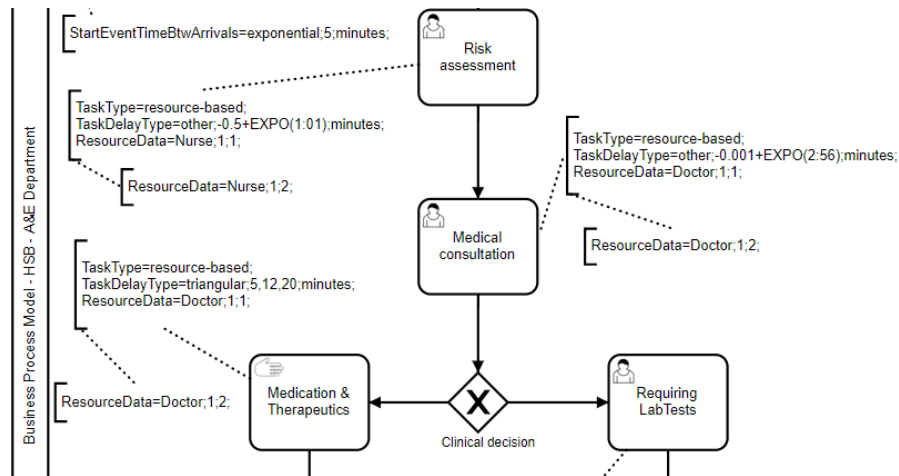 StartEventTimeBtwArrivals=exponential;5;minutes;
Risk
assessment
TaskType=resource-based;
TaskDelayType=other;-0.5+EXPO(1:01);minutes;
ResourceData=Nurse;1;1;
ResourceData=Nurse;1;2;
TaskType=resource-based;
TaskDelayType=other;-0.001+EXPO(2:56);minutes;
ResourceData=Doctor;1;1;
Medical
consultation
ResourceData=Doctor;1;2;
TaskType=resource-based;
TaskDelayType=triangular;5,12,20;minutes;
ResourceData=Doctor;1;1;
ResourceData=Doctor;1;2;
Medication &
Therapeutics
X
Clinical decision
Requiring
LabTests
Business Process Model - HSB - A&E Department